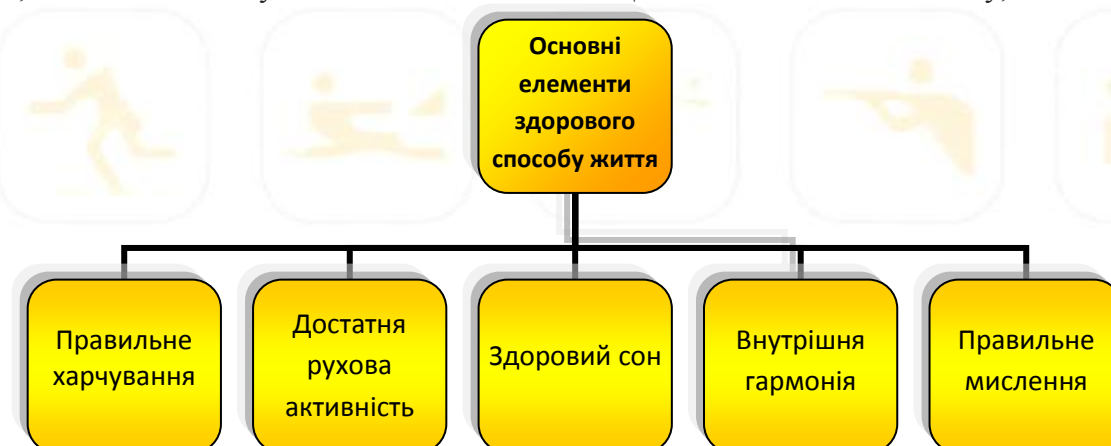 Основні
елементи
здорового
способу життя
Правильне
харчування
Достатня
рухова
активність
Здоровий сон
Внутрішня
гармонія
Правильне
мислення